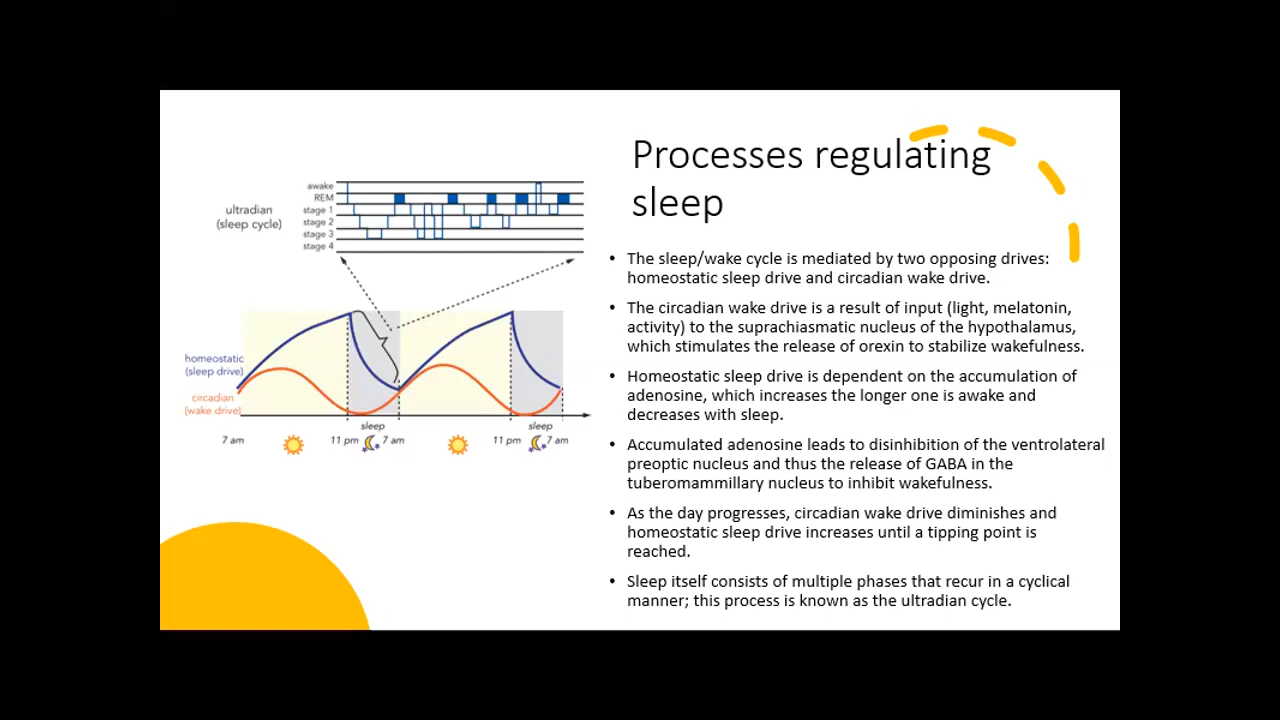 Processes regulating
sleep
awake
REM
stage 1
stage 2
stage 3
stage 4
ultradian
(sleep cycle)
homeostatic
(sleep drive)
circadian
(wake drive)
sleep
sleep
7 am
11 pm
7 am
11 pm
7 am
• The sleep/wake cycle is mediated by two opposing drives:
homeostatic sleep drive and circadian wake drive.
• The circadian wake drive is a result of input (light, melatonin,
activity) to the suprachiasmatic nucleus of the hypothalamus,
which stimulates the release of orexin to stabilize wakefulness.
• Homeostatic sleep drive is dependent on the accumulation of
adenosine, which increases the longer one is awake and
decreases with sleep.
• Accumulated adenosine leads to disinhibition of the ventrolateral
preoptic nucleus and thus the release of GABA in the
tuberomammillary nucleus to inhibit wakefulness.
• As the day progresses, circadian wake drive diminishes and
homeostatic sleep drive increases until a tipping point is
reached.
• Sleep itself consists of multiple phases that recur in a cyclical
manner; this process is known as the ultradian cycle.